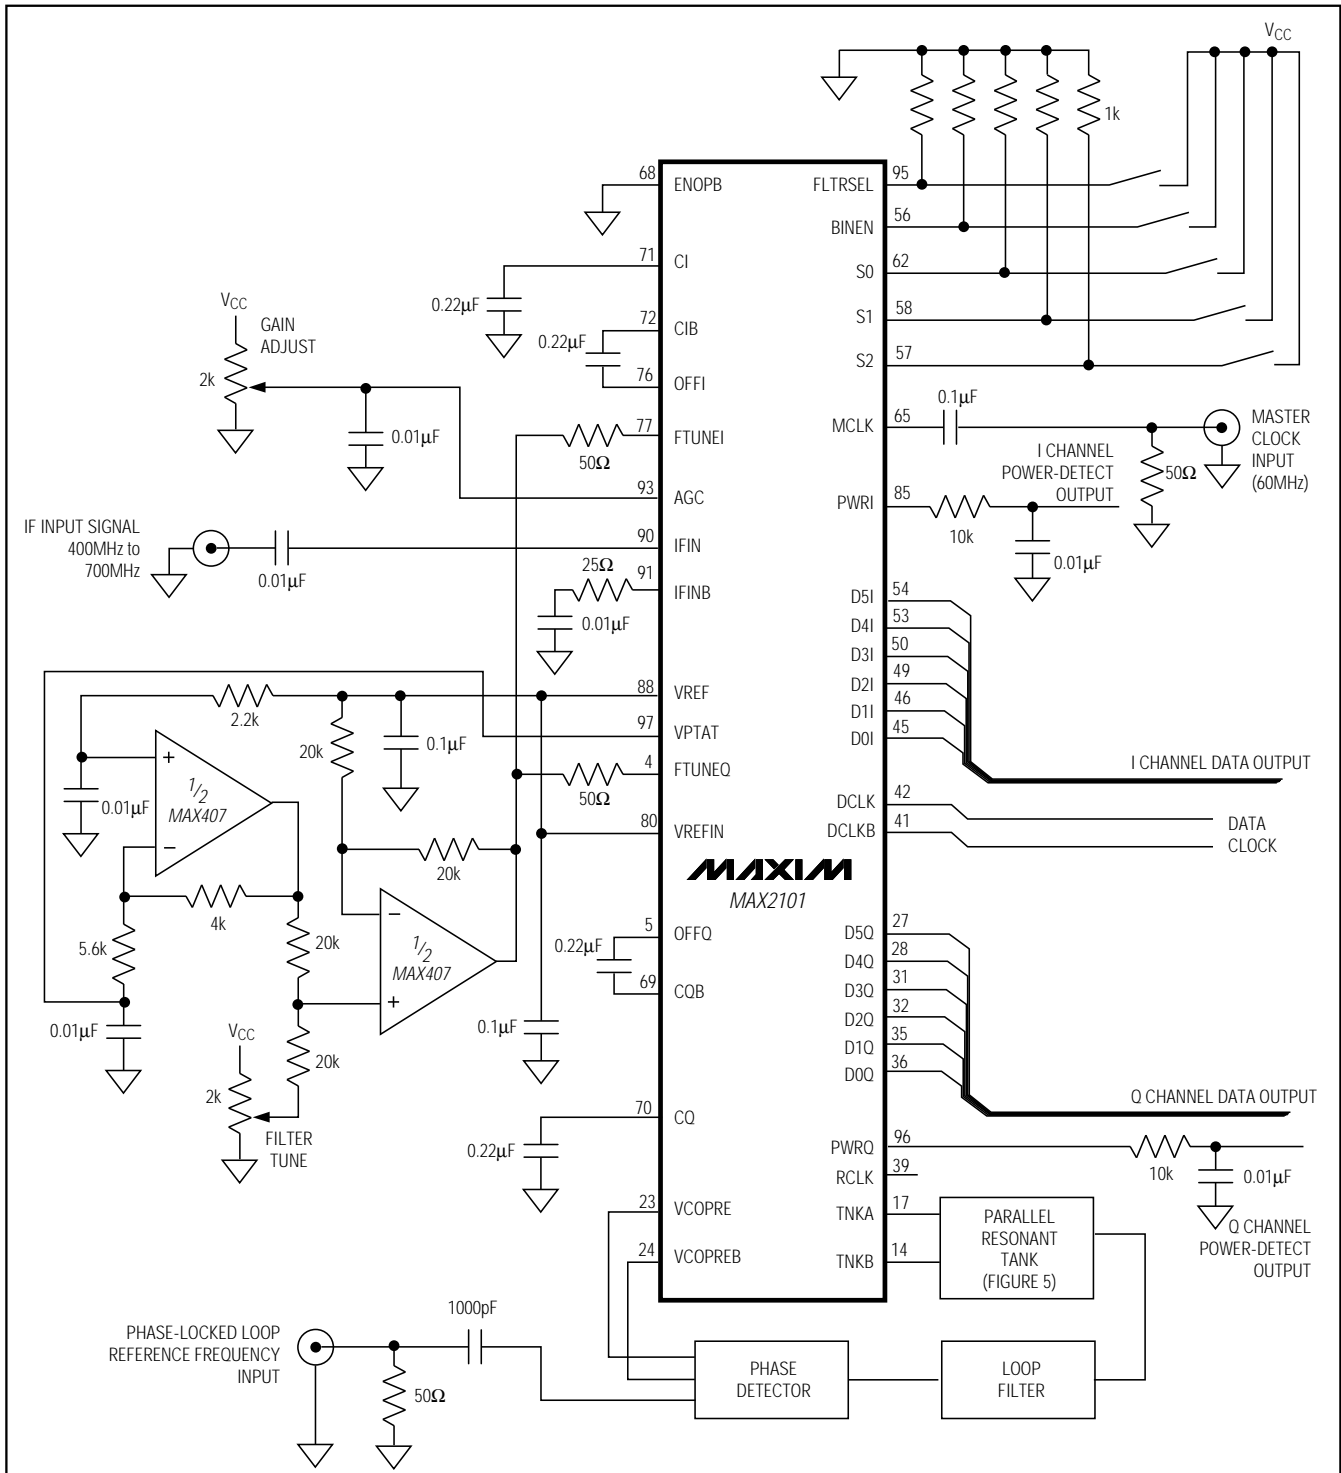 VCC
1k
68
ENOPB
FLTRSEL
95
BINEN
56
71
CI
S0
62
0.22µF
72
CIB
S1
58
0.22µF
76
OFFI
S2
57
VCC
GAIN
ADJUST
2k
0.01µF
77
FTUNEI
50Ω
MCLK
65
0.1µF
MASTER
CLOCK
INPUT
(60MHz)
50Ω
I CHANNEL
POWER-DETECT
OUTPUT
93
AGC
PWRI
85
10k
0.01µF
IF INPUT SIGNAL
400MHz to
700MHz
0.01µF
90
IFIN
25Ω
91
IFINB
0.01µF
D5I
54
D4I
53
D3I
50
D2I
49
D1I
46
D0I
45
I CHANNEL DATA OUTPUT
88
VREF
2.2k
97
VPTAT
20k
0.1µF
4
FTUNEQ
50Ω
0.01µF
1/2
MAX407
80
VREFIN
DCLK
42
DCLKB
41
DATA
CLOCK
20k
MAXIM
MAX2101
4k
5.6k
20k
1/2
MAX407
5
OFFQ
0.22µF
69
CQB
D5Q
27
D4Q
28
D3Q
31
D2Q
32
D1Q
35
D0Q
36
Q CHANNEL DATA OUTPUT
0.01µF
VCC
20k
0.1µF
2k
FILTER
TUNE
70
CQ
0.22µF
PWRQ
96
10k
0.01µF
RCLK
39
Q CHANNEL
POWER-DETECT
OUTPUT
23
VCOPRE
TNKA
17
24
VCOPREB
TNKB
14
PARALLEL
RESONANT
TANK
(FIGURE 5)
1000pF
PHASE-LOCKED LOOP
REFERENCE FREQUENCY
INPUT
50Ω
PHASE
DETECTOR
LOOP
FILTER